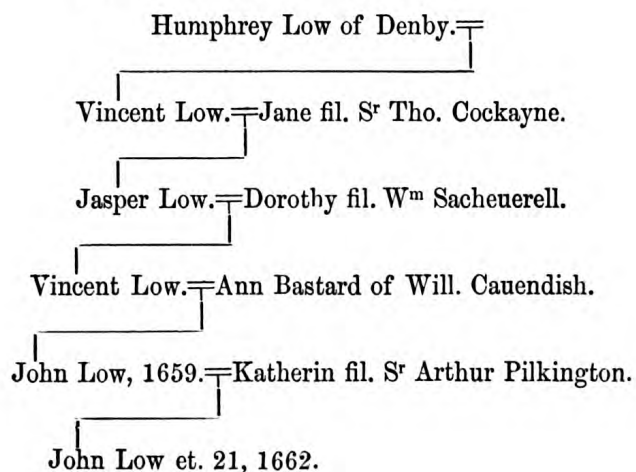 Humphrey Low of Denby.
Vincent Low. Jane fil. Sʳ Tho. Cockayne.
Jasper Low. Dorothy fil. Wᵐ Sacheuerell.
Vincent Low. Ann Bastard of Will. Cauendish.
John Low, 1659. Katherin fil. Sʳ Arthur Pilkington.
John Low et. 21, 1662.